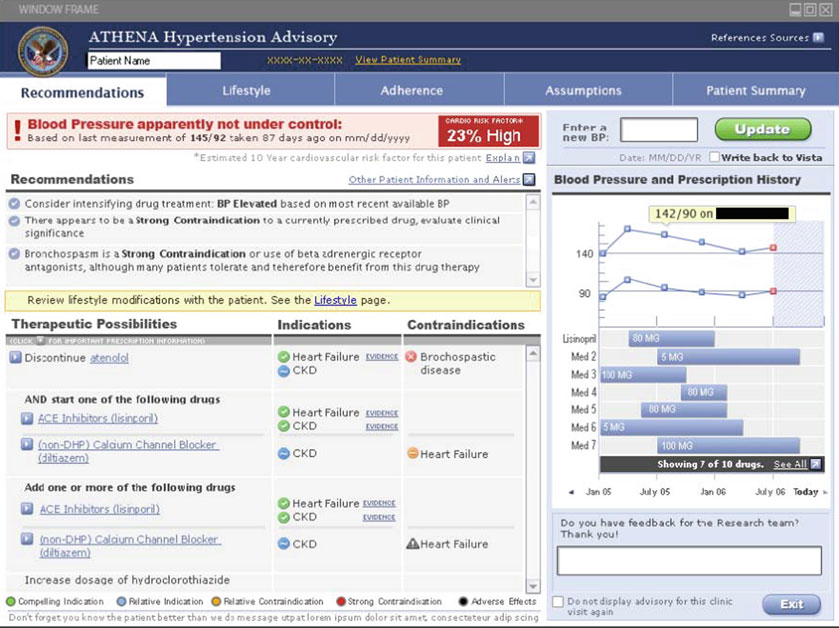 WINDOW FRAME
ATHENA Hypertension Advisory
References Sources
Patient Name
XXXX-XX-XXXX
View Patient Summary
Recommendations
Lifestyle
Adherence
Assumptions
Patient Summary
! Blood Pressure apparently not under control:
Based on last measurement of 145/92 taken 87 days ago on mm/dd/yyyy
CARDIO RISK FACTOR*
23% High
*Estimated 10 Year cardiovascular risk factor for this patient Explain
Recommendations
Other Patient Information and Alerts
Consider intensifying drug treatment: BP Elevated based on most recent available BP
There appears to be a Strong Contraindication to a currently prescribed drug, evaluate clinical
significance
Bronchospasm is a Strong Contraindication or use of beta adrenergic receptor
antagonists, although many patients tolerate and teherefore benefit from this drug therapy
Review lifestyle modifications with the patient. See the Lifestyle page.
Therapeutic Possibilities
Indications
Contraindications
(CLICK FOR IMPORTANT PRESCRIPTION INFORMATION)
Discontinue atenolol
Heart Failure EVIDENCE
CKD
Brochospastic
disease
AND start one of the following drugs
ACE Inhibitors (lisinporil)
Heart Failure EVIDENCE
CKD EVIDENCE
(non-DHP) Calcium Channel Blocker
(diltiazem)
CKD
Heart Failure
Add one or more of the following drugs
ACE Inhibitors (lisinporil)
Heart Failure EVIDENCE
CKD EVIDENCE
(non-DHP) Calcium Channel Blocker
(diltiazem)
CKD
Heart Failure
Increase dosage of hydroclorothiazide
Compelling Indication
Relative Indication
Relative Contraindication
Strong Contraindication
Adverse Effects
Don't forget you know the patient better than we do message utpat lorem ipsum dolor sit amet, consecteteur adip scing
Enter a
new BP:
Update
Date: MM/DD/YR
Write back to Vista
Blood Pressure and Prescription History
142/90 on
140
90
Lisinopril 80 MG
Med 2 5 MG
Med 3 100 MG
Med 4 80 MG
Med 5 80 MG
Med 6 5 MG
Med 7 100 MG
Showing 7 of 10 drugs. See All
Jan 05 July 05 Jan 06 July 06 Today
Do you have feedback for the Research team?
Thank you!
Do not display advisory for this clinic
visit again
Exit